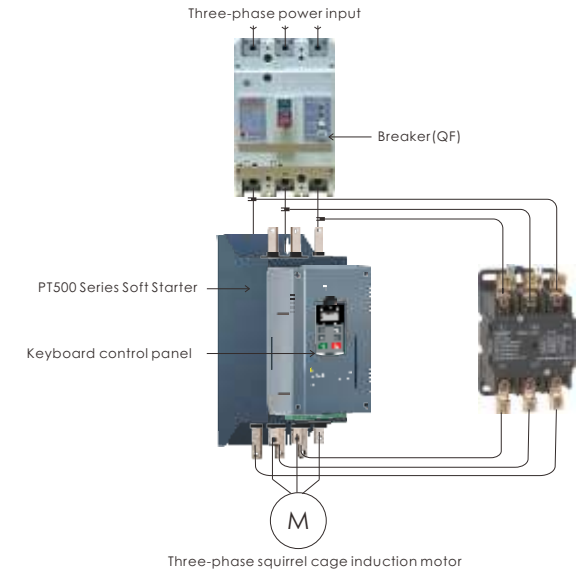 Three-phase power input
Breaker(QF)
PT500 Series Soft Starter
Keyboard control panel
M
Three-phase squirrel cage induction motor